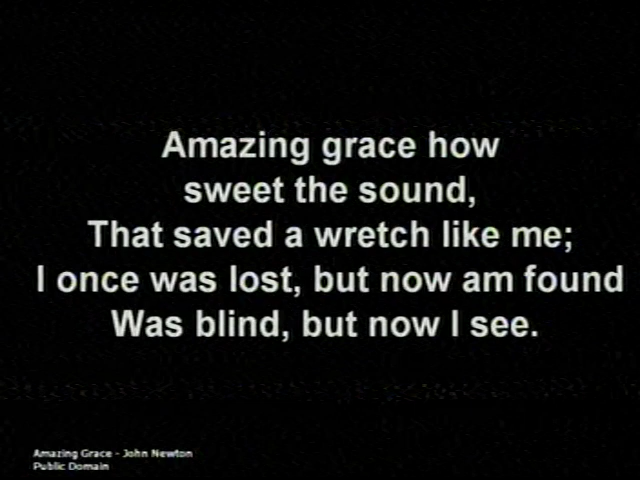 Amazing grace how
sweet the sound,
That saved a wretch like me;
I once was lost, but now am found
Was blind, but now I see.
Amazing Grace - John Newton
Public Domain